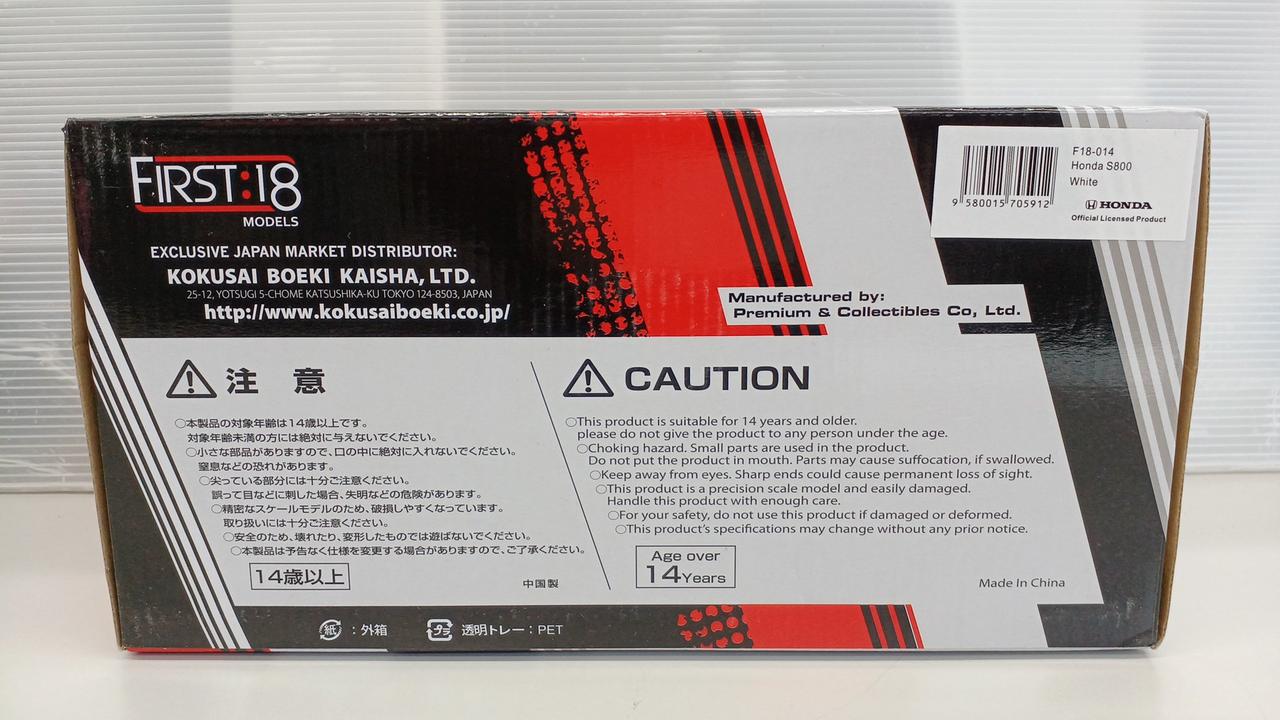 FIRST:18
MODELS
EXCLUSIVE JAPAN MARKET DISTRIBUTOR:
KOKUSAI BOEKI KAISHA, LTD.
25-12, YOTSUGI 5-CHOME KATSUSHIKA-KU TOKYO 124-8503, JAPAN
http://www.kokusaiboeki.co.jp/
F18-014
Honda S800
White
9 580015 705912
HONDA
Official Licensed Product
Manufactured by:
Premium & Collectibles Co, Ltd.
注 意
○本製品の対象年齢は14歳以上です。
対象年齢未満の方には絶対に与えないでください。
○小さな部品がありますので、口の中に絶対に入れないでください。
窒息などの恐れがあります。
○尖っている部分には十分ご注意ください。
誤って目などに刺した場合、失明などの危険があります。
○精密なスケールモデルのため、破損しやすくなっています。
取り扱いには十分ご注意ください。
○安全のため、壊れたり、変形したものでは遊ばないでください。
○本製品は予告なく仕様を変更する場合がありますので、ご了承ください。
14歳以上
中国製
CAUTION
○This product is suitable for 14 years and older.
please do not give the product to any person under the age.
○Choking hazard. Small parts are used in the product.
Do not put the product in mouth. Parts may cause suffocation, if swallowed.
○Keep away from eyes. Sharp ends could cause permanent loss of sight.
○This product is a precision scale model and easily damaged.
Handle this product with enough care.
○For your safety, do not use this product if damaged or deformed.
○This product's specifications may change without any prior notice.
Age over
14Years
Made In China
紙 : 外箱
プラ 透明トレー : PET